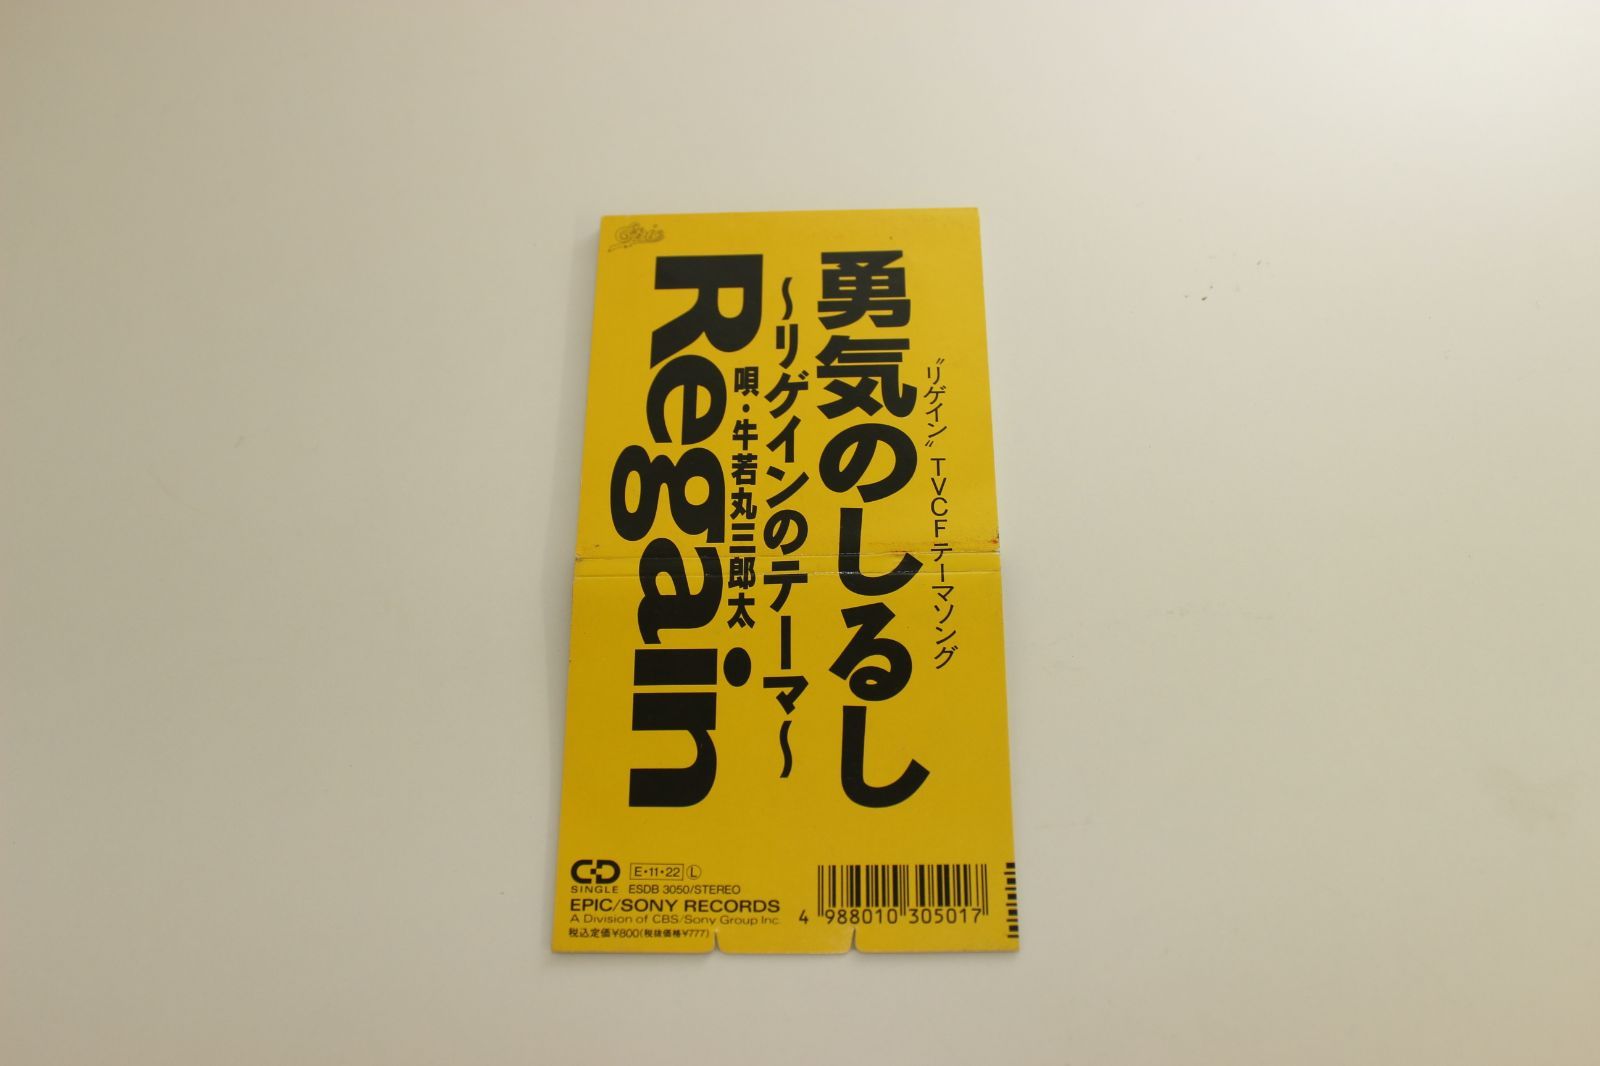 "リゲイン" TVCFテーマソング
勇気のしるし
〜リゲインのテーマ〜
唄・牛若丸三郎太
Regain
Epic
CD
SINGLE
E・11・22 L
ESDB 3050/STEREO
EPIC/SONY RECORDS
A Division of CBS/Sony Group Inc.
税込定価¥800(税抜価格¥777)
4 988010 305017